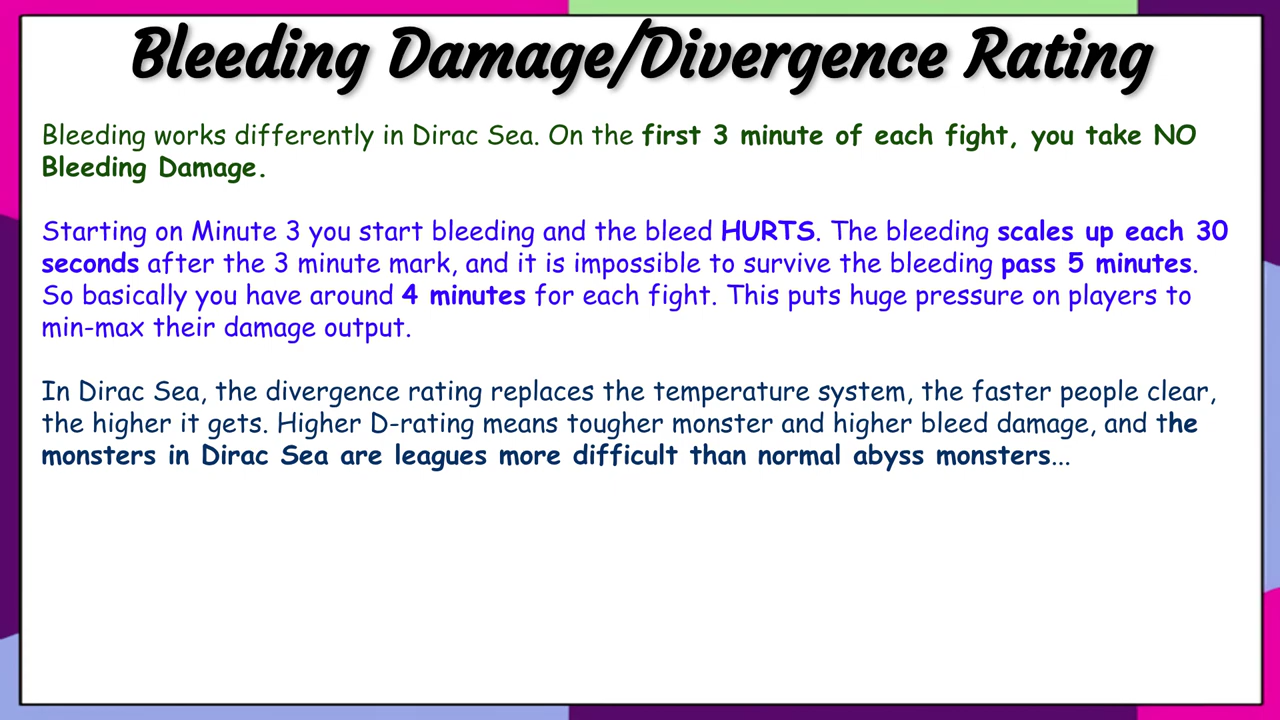 Bleeding Damage/Divergence Rating
Bleeding works differently in Dirac Sea. On the first 3 minute of each fight, you take NO
Bleeding Damage.
Starting on Minute 3 you start bleeding and the bleed HURTS. The bleeding scales up each 30
seconds after the 3 minute mark, and it is impossible to survive the bleeding pass 5 minutes.
So basically you have around 4 minutes for each fight. This puts huge pressure on players to
min-max their damage output.
In Dirac Sea, the divergence rating replaces the temperature system, the faster people clear,
the higher it gets. Higher D-rating means tougher monster and higher bleed damage, and the
monsters in Dirac Sea are leagues more difficult than normal abyss monsters...